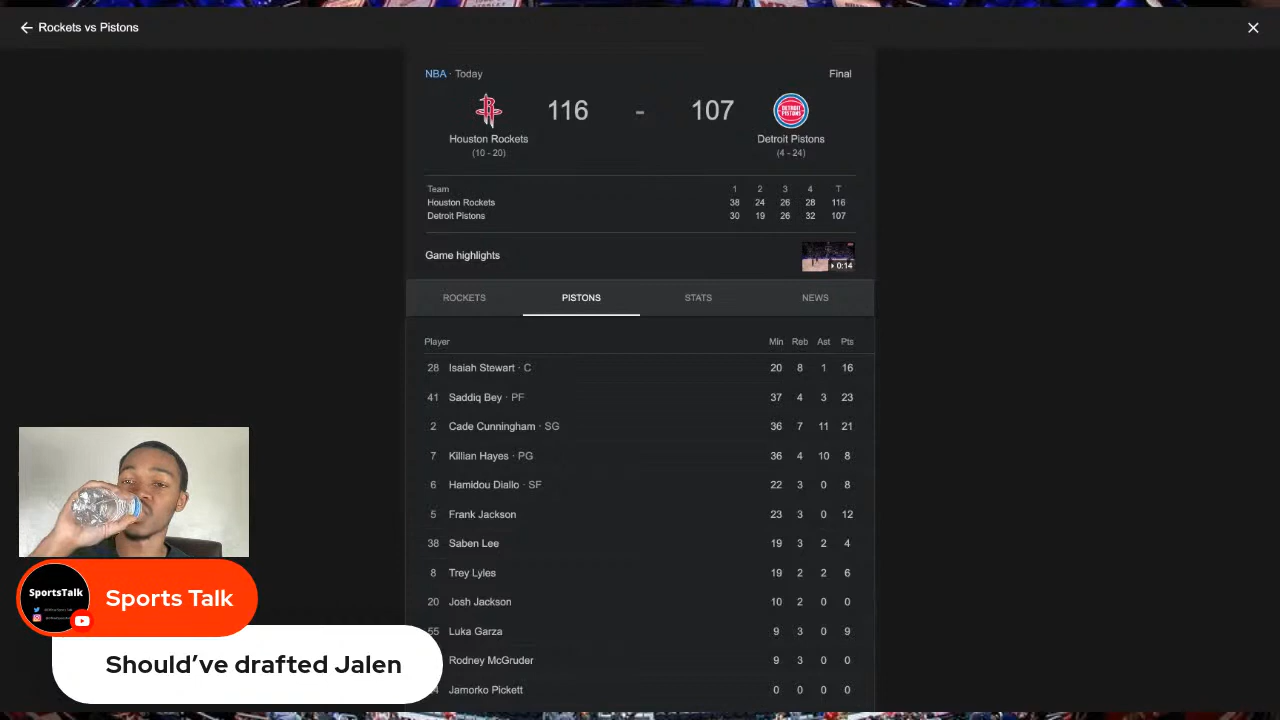 Rockets vs Pistons
NBA · Today
Final
116 - 107
Houston Rockets
Detroit Pistons
(10 - 20)
(4 - 24)
Team 1 2 3 4 T
Houston Rockets 38 24 26 28 116
Detroit Pistons 30 19 26 32 107
Game highlights
0:14
ROCKETS PISTONS STATS NEWS
Player Min Reb Ast Pts
28 Isaiah Stewart · C 20 8 1 16
41 Saddiq Bey · PF 37 4 3 23
2 Cade Cunningham · SG 36 7 11 21
7 Killian Hayes · PG 36 4 10 8
6 Hamidou Diallo · SF 22 3 0 8
5 Frank Jackson 23 3 0 12
38 Saben Lee 19 3 2 4
8 Trey Lyles 19 2 2 6
20 Josh Jackson 10 2 0 0
55 Luka Garza 9 3 0 9
Rodney McGruder 9 3 0 0
Jamorko Pickett 0 0 0 0
SportsTalk
Sports Talk
Should've drafted Jalen